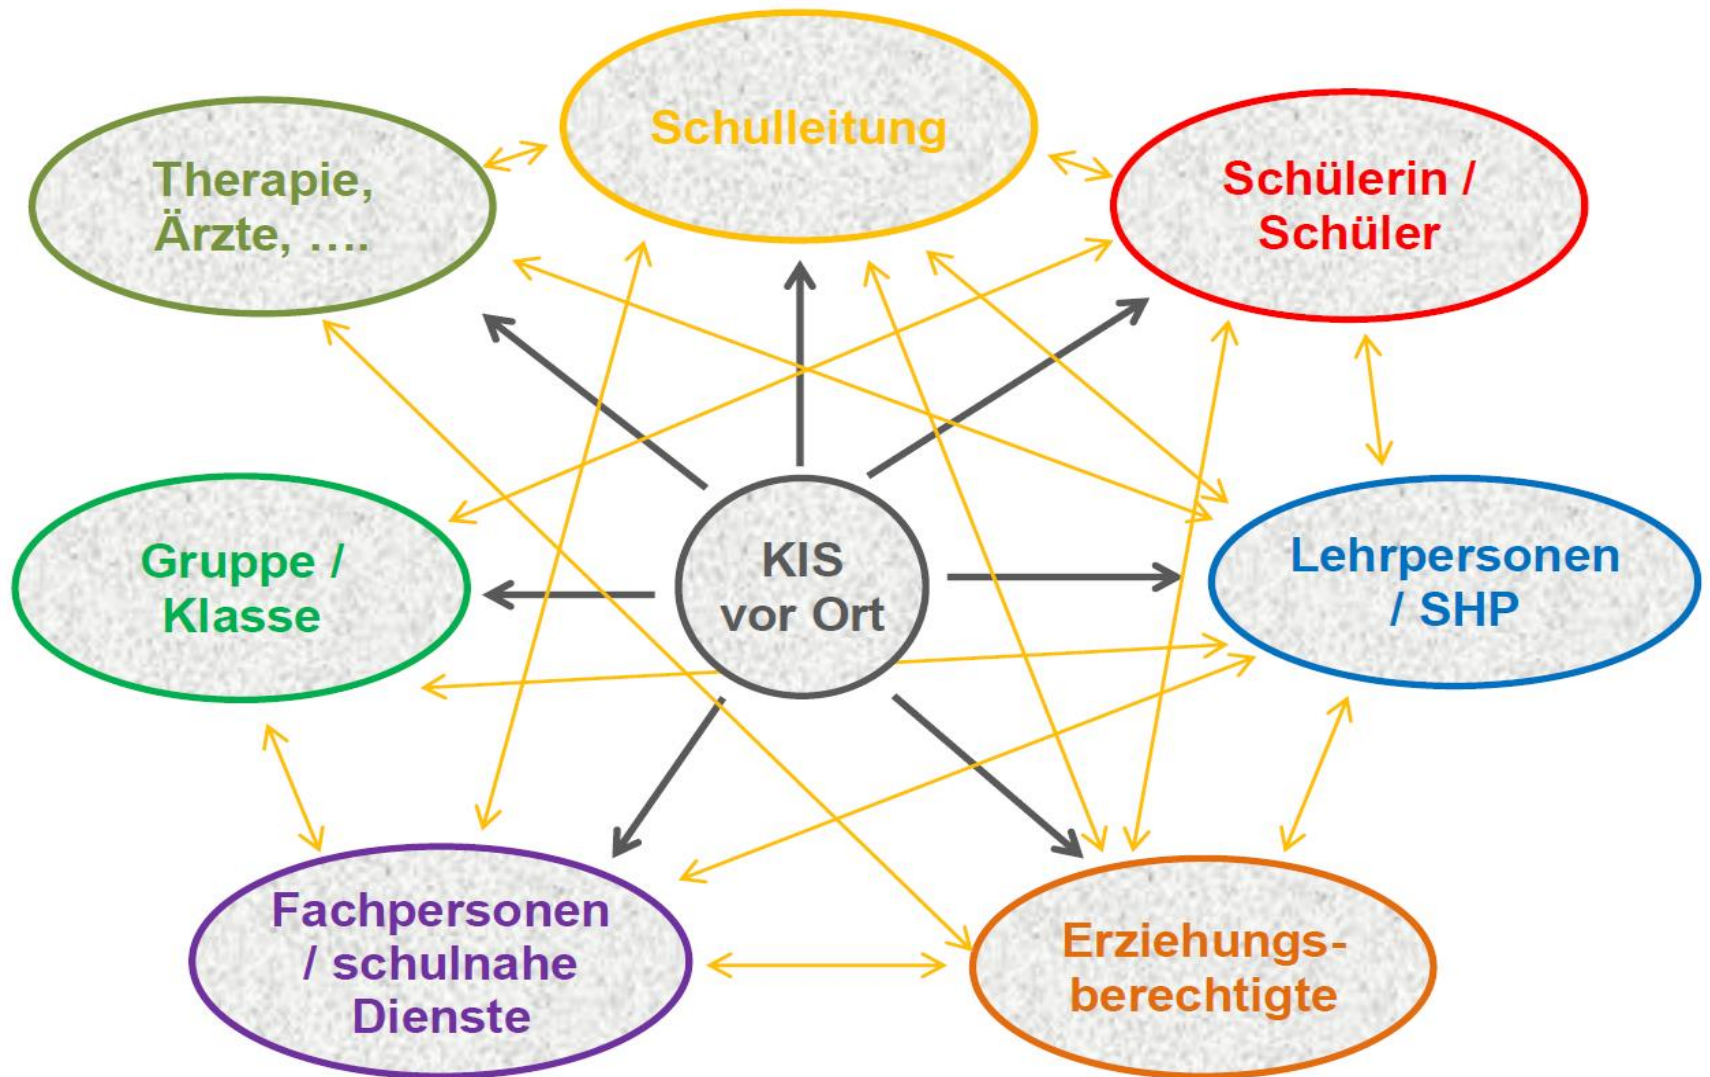 Schulleitung
Therapie,
Ärzte, ....
Schülerin /
Schüler
Gruppe /
Klasse
KIS
vor Ort
Lehrpersonen
/ SHP
Fachpersonen
/ schulnahe
Dienste
Erziehungs-
berechtigte